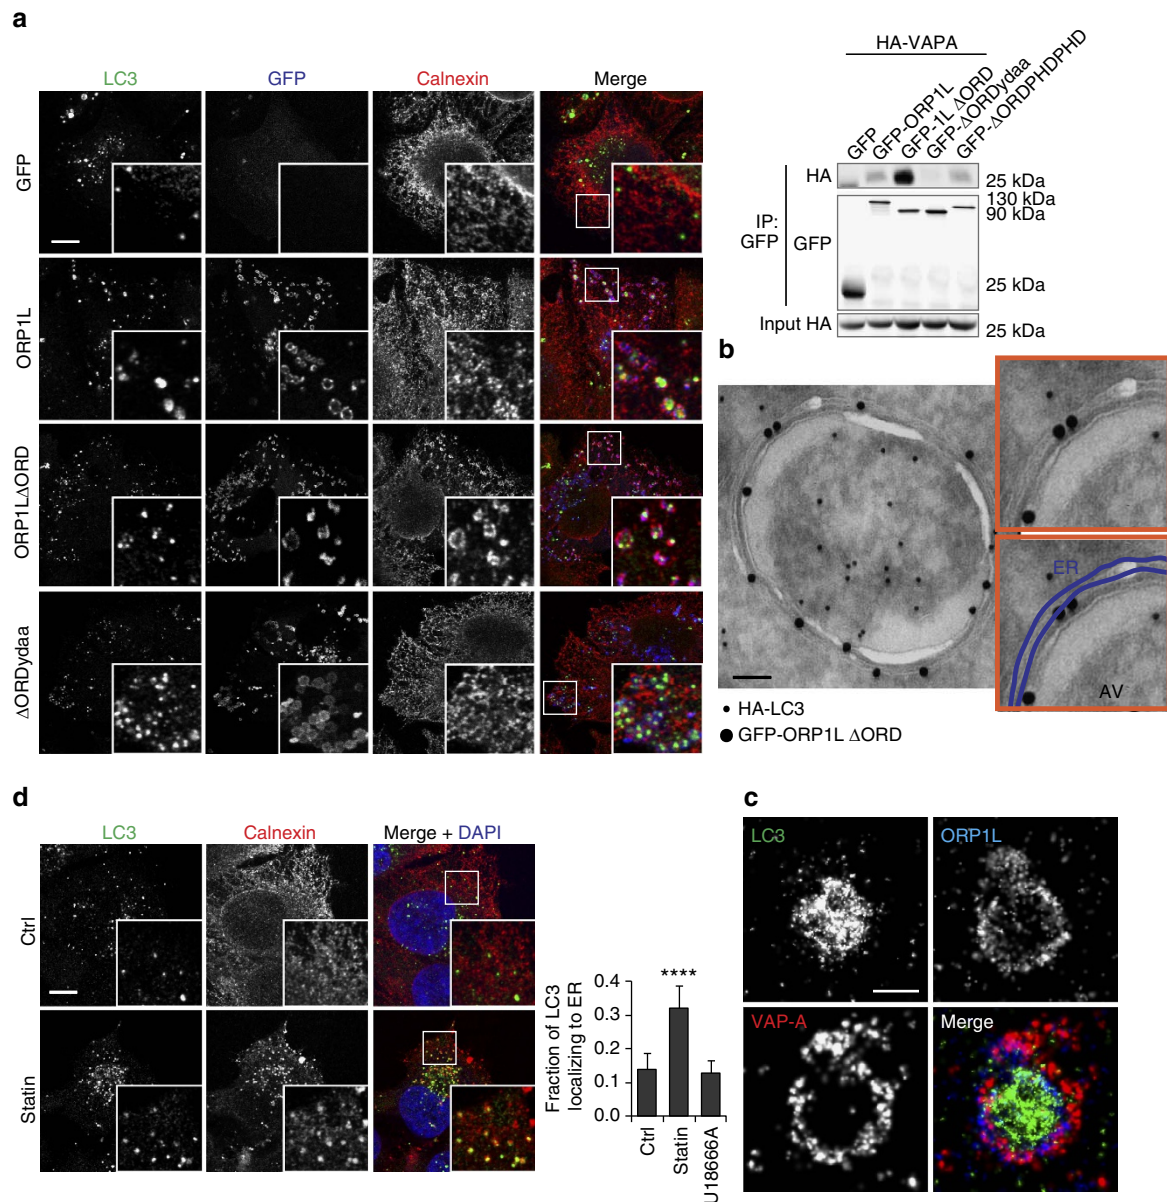 a
LC3
GFP
Calnexin
Merge
GFP
ORP1L
ORP1LΔORD
ΔORDydaa
HA-VAPA
GFP
GFP-ORP1L
GFP-1L ΔORD
GFP-ΔORDydaa
GFP-ΔORDPHDPHD
IP:
GFP
HA
25 kDa
130 kDa
90 kDa
GFP
25 kDa
Input HA
25 kDa
b
ER
AV
HA-LC3
GFP-ORP1L ΔORD
d
LC3
Calnexin
Merge + DAPI
Ctrl
Statin
Fraction of LC3
localizing to ER
0.4
0.3
0.2
0.1
0.0
****
Ctrl
Statin
U18666A
c
LC3
ORP1L
VAP-A
Merge